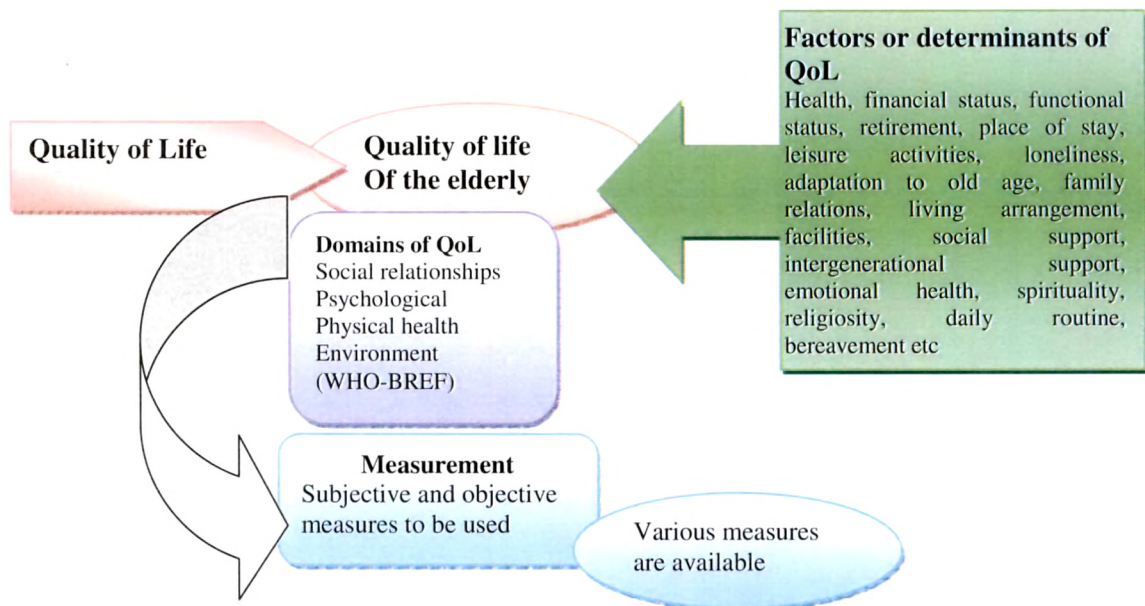 Quality of Life
Quality of life
Of the elderly
Factors or determinants of
QoL
Health, financial status, functional
status, retirement, place of stay,
leisure activities, loneliness,
adaptation to old age, family
relations, living arrangement,
facilities, social support,
intergenerational support,
emotional health, spirituality,
religiosity, daily routine,
bereavement etc
Domains of QoL
Social relationships
Psychological
Physical health
Environment
(WHO-BREF)
Measurement
Subjective and objective
measures to be used
Various measures
are available